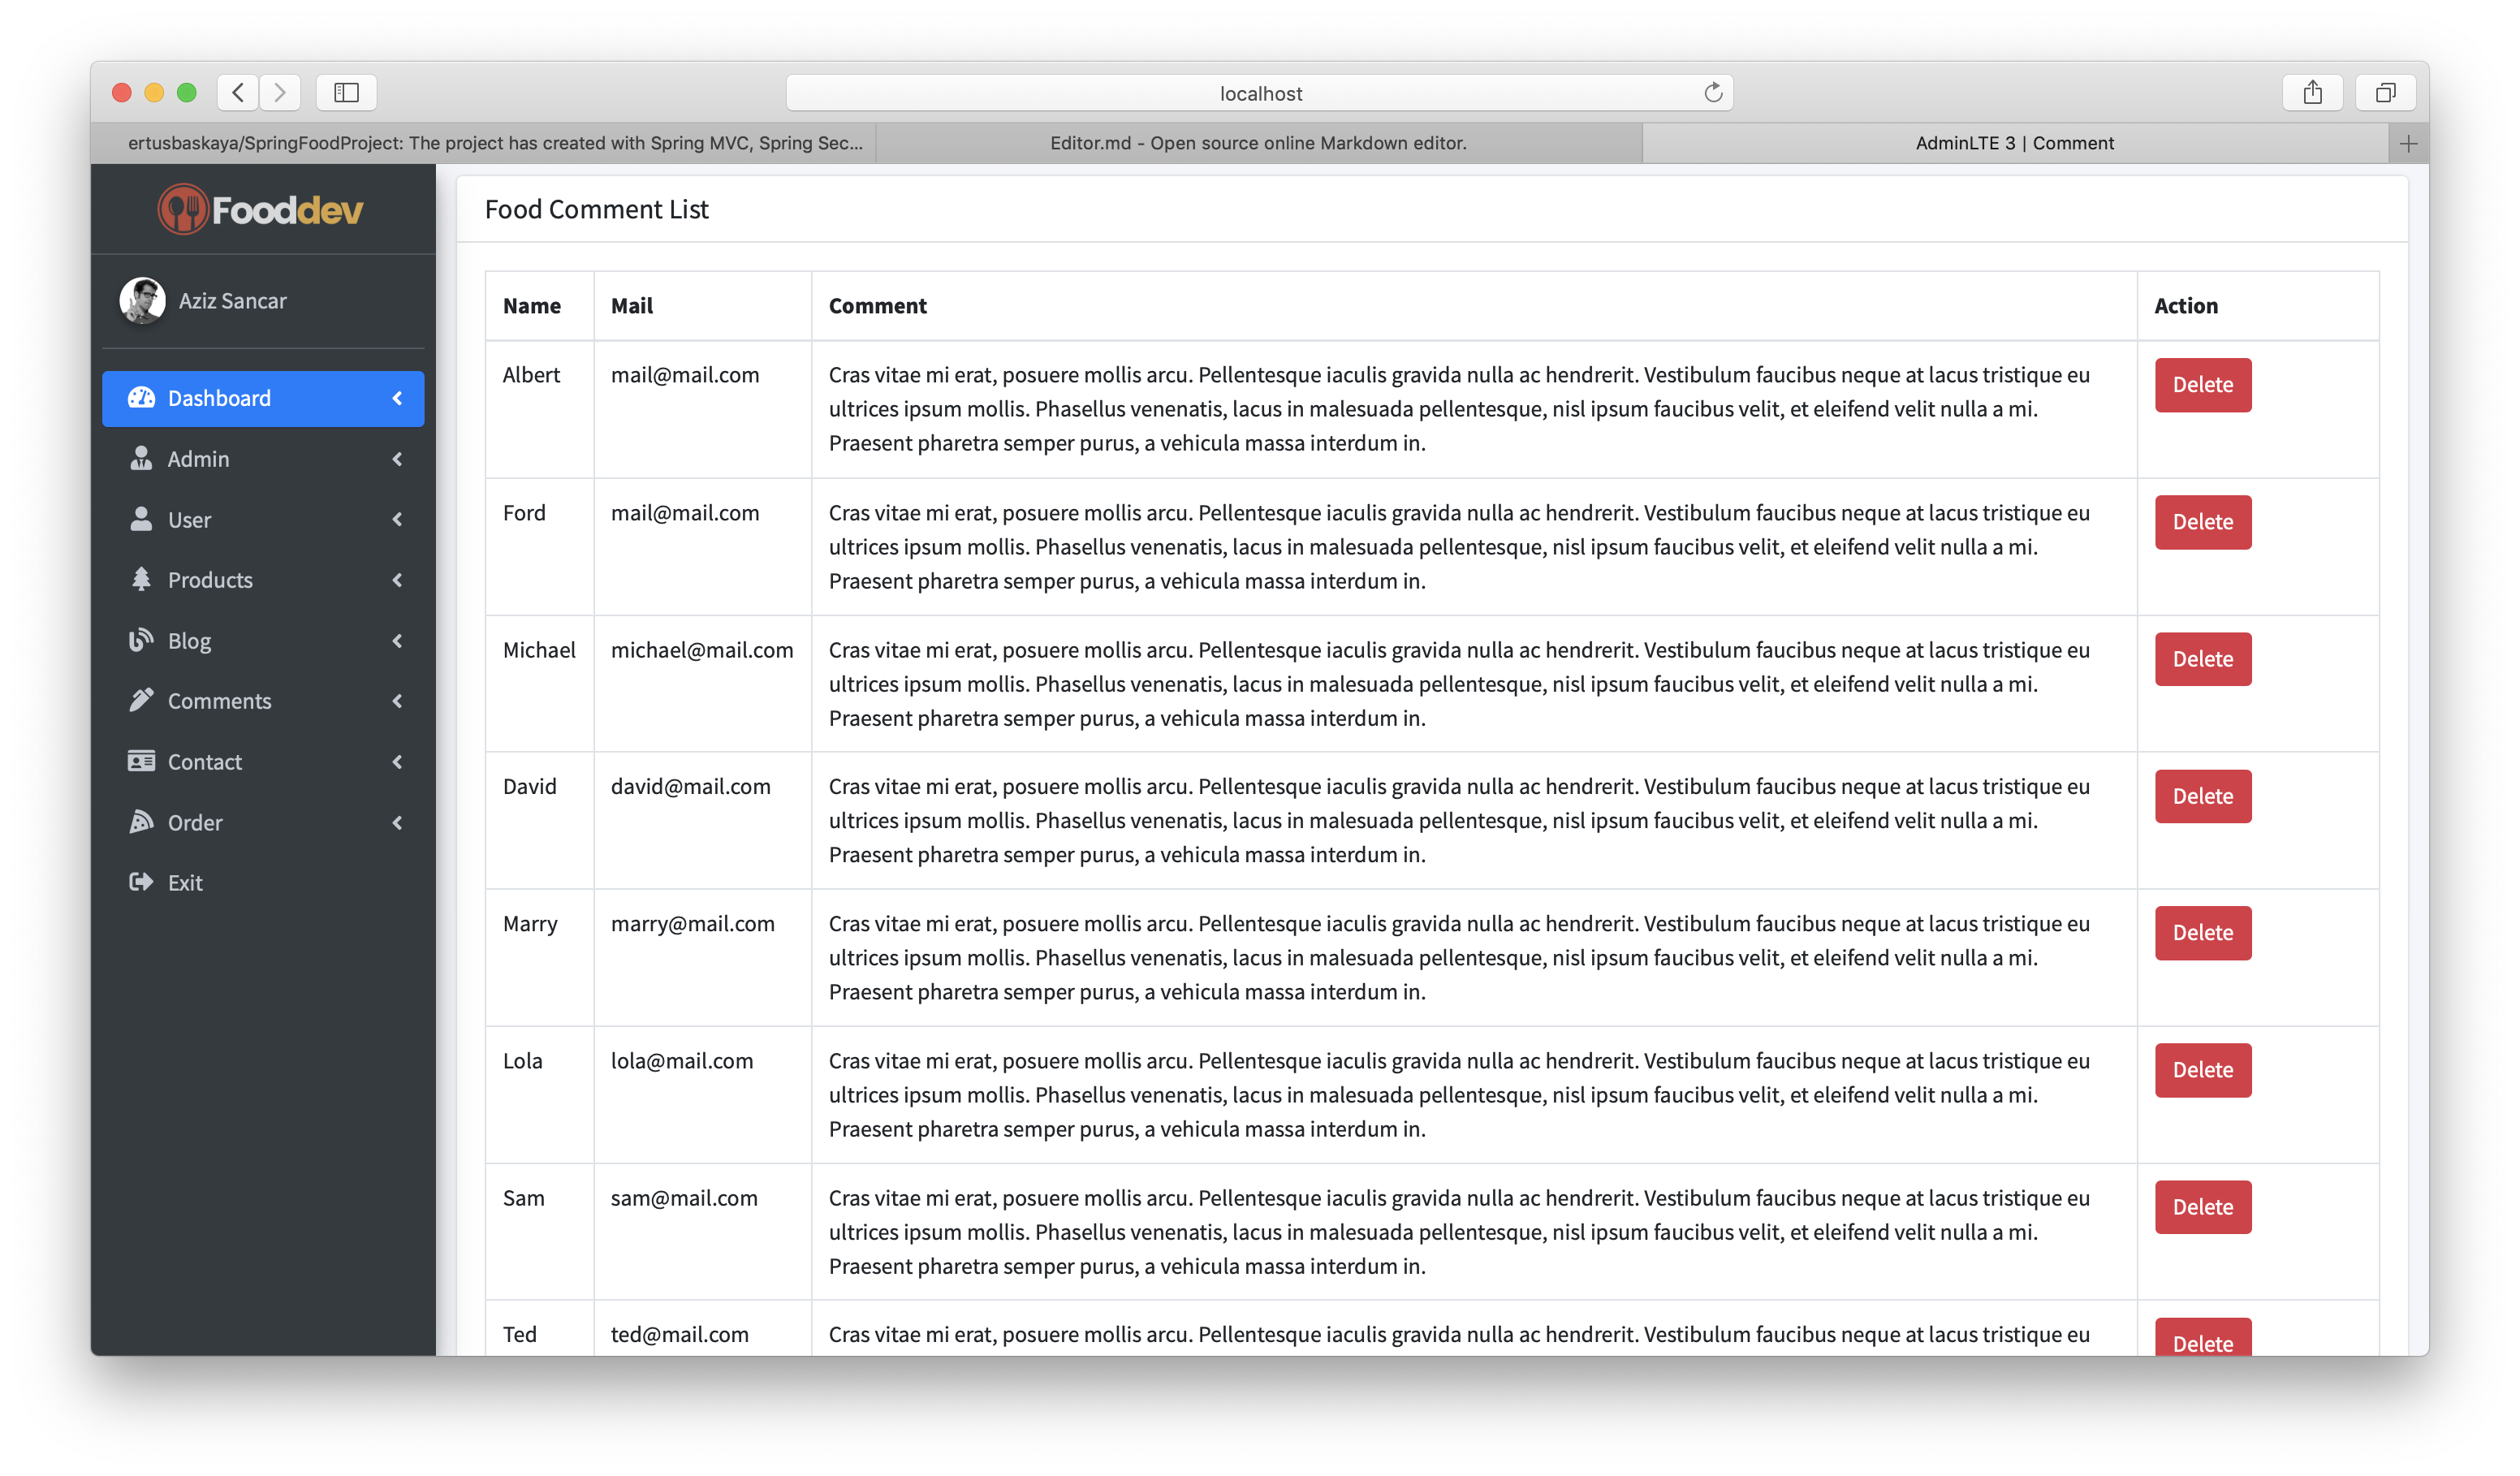 localhost
ertusbaskaya/SpringFoodProject: The project has created with Spring MVC, Spring Sec...
Editor.md - Open source online Markdown editor.
AdminLTE 3 | Comment
Fooddev
Aziz Sancar
Dashboard
Admin
User
Products
Blog
Comments
Contact
Order
Exit
Food Comment List
Name Mail Comment Action
Albert mail@mail.com Cras vitae mi erat, posuere mollis arcu. Pellentesque iaculis gravida nulla ac hendrerit. Vestibulum faucibus neque at lacus tristique eu Delete
ultrices ipsum mollis. Phasellus venenatis, lacus in malesuada pellentesque, nisl ipsum faucibus velit, et eleifend velit nulla a mi.
Praesent pharetra semper purus, a vehicula massa interdum in.
Ford mail@mail.com Cras vitae mi erat, posuere mollis arcu. Pellentesque iaculis gravida nulla ac hendrerit. Vestibulum faucibus neque at lacus tristique eu Delete
ultrices ipsum mollis. Phasellus venenatis, lacus in malesuada pellentesque, nisl ipsum faucibus velit, et eleifend velit nulla a mi.
Praesent pharetra semper purus, a vehicula massa interdum in.
Michael michael@mail.com Cras vitae mi erat, posuere mollis arcu. Pellentesque iaculis gravida nulla ac hendrerit. Vestibulum faucibus neque at lacus tristique eu Delete
ultrices ipsum mollis. Phasellus venenatis, lacus in malesuada pellentesque, nisl ipsum faucibus velit, et eleifend velit nulla a mi.
Praesent pharetra semper purus, a vehicula massa interdum in.
David david@mail.com Cras vitae mi erat, posuere mollis arcu. Pellentesque iaculis gravida nulla ac hendrerit. Vestibulum faucibus neque at lacus tristique eu Delete
ultrices ipsum mollis. Phasellus venenatis, lacus in malesuada pellentesque, nisl ipsum faucibus velit, et eleifend velit nulla a mi.
Praesent pharetra semper purus, a vehicula massa interdum in.
Marry marry@mail.com Cras vitae mi erat, posuere mollis arcu. Pellentesque iaculis gravida nulla ac hendrerit. Vestibulum faucibus neque at lacus tristique eu Delete
ultrices ipsum mollis. Phasellus venenatis, lacus in malesuada pellentesque, nisl ipsum faucibus velit, et eleifend velit nulla a mi.
Praesent pharetra semper purus, a vehicula massa interdum in.
Lola lola@mail.com Cras vitae mi erat, posuere mollis arcu. Pellentesque iaculis gravida nulla ac hendrerit. Vestibulum faucibus neque at lacus tristique eu Delete
ultrices ipsum mollis. Phasellus venenatis, lacus in malesuada pellentesque, nisl ipsum faucibus velit, et eleifend velit nulla a mi.
Praesent pharetra semper purus, a vehicula massa interdum in.
Sam sam@mail.com Cras vitae mi erat, posuere mollis arcu. Pellentesque iaculis gravida nulla ac hendrerit. Vestibulum faucibus neque at lacus tristique eu Delete
ultrices ipsum mollis. Phasellus venenatis, lacus in malesuada pellentesque, nisl ipsum faucibus velit, et eleifend velit nulla a mi.
Praesent pharetra semper purus, a vehicula massa interdum in.
Ted ted@mail.com Cras vitae mi erat, posuere mollis arcu. Pellentesque iaculis gravida nulla ac hendrerit. Vestibulum faucibus neque at lacus tristique eu Delete